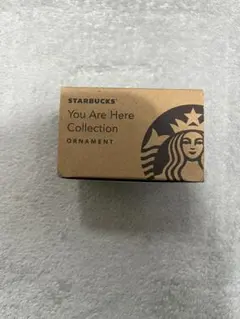 STARBUCKS®
You Are Here
Collection
ORNAMENT